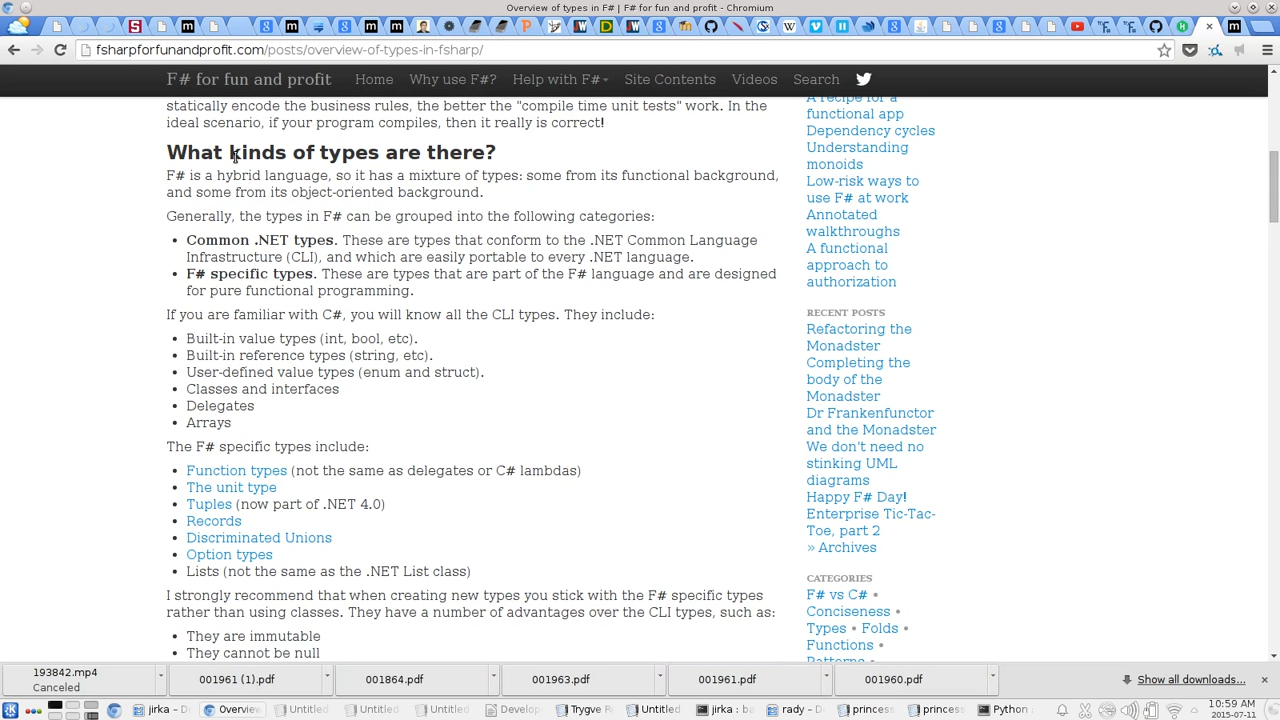 Overview of types in F# | F# for fun and profit - Chromium
fsharpforfunandprofit.com/posts/overview-of-types-in-fsharp/
F# for fun and profit Home Why use F#? Help with F# Site Contents Videos Search
statically encode the business rules, the better the "compile time unit tests" work. In the
ideal scenario, if your program compiles, then it really is correct!
What kinds of types are there?
F# is a hybrid language, so it has a mixture of types: some from its functional background,
and some from its object-oriented background.
Generally, the types in F# can be grouped into the following categories:
• Common .NET types. These are types that conform to the .NET Common Language
Infrastructure (CLI), and which are easily portable to every .NET language.
• F# specific types. These are types that are part of the F# language and are designed
for pure functional programming.
If you are familiar with C#, you will know all the CLI types. They include:
• Built-in value types (int, bool, etc).
• Built-in reference types (string, etc).
• User-defined value types (enum and struct).
• Classes and interfaces
• Delegates
• Arrays
The F# specific types include:
• Function types (not the same as delegates or C# lambdas)
• The unit type
• Tuples (now part of .NET 4.0)
• Records
• Discriminated Unions
• Option types
• Lists (not the same as the .NET List class)
I strongly recommend that when creating new types you stick with the F# specific types
rather than using classes. They have a number of advantages over the CLI types, such as:
• They are immutable
• They cannot be null
A recipe for a
functional app
Dependency cycles
Understanding
monoids
Low-risk ways to
use F# at work
Annotated
walkthroughs
A functional
approach to
authorization
RECENT POSTS
Refactoring the
Monadster
Completing the
body of the
Monadster
Dr Frankenfunctor
and the Monadster
We don't need no
stinking UML
diagrams
Happy F# Day!
Enterprise Tic-Tac-
Toe, part 2
» Archives
CATEGORIES
F# vs C# •
Conciseness •
Types • Folds •
Functions •
Patterns
193842.mp4
Canceled
001961 (1).pdf
001864.pdf
001963.pdf
001961.pdf
001960.pdf
Show all downloads...
jirka – D
Overview
Untitled
Untitled
Develop
Trygve
Untitled
jirka : ba
rady – D
princess
princess
Python
10:59 AM
2015-07-11